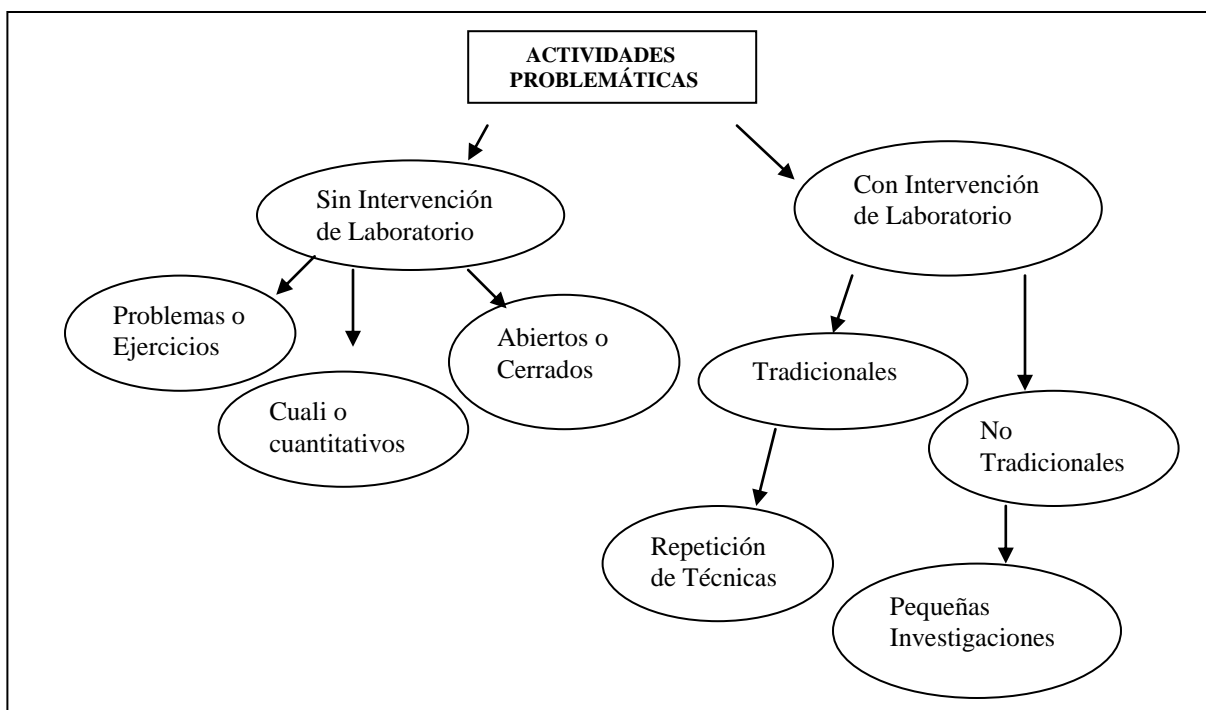 ACTIVIDADES
PROBLEMÁTICAS
Sin Intervención
de Laboratorio
Con Intervención
de Laboratorio
Problemas o
Ejercicios
Cuali o
cuantitativos
Abiertos o
Cerrados
Tradicionales
No
Tradicionales
Repetición
de Técnicas
Pequeñas
Investigaciones